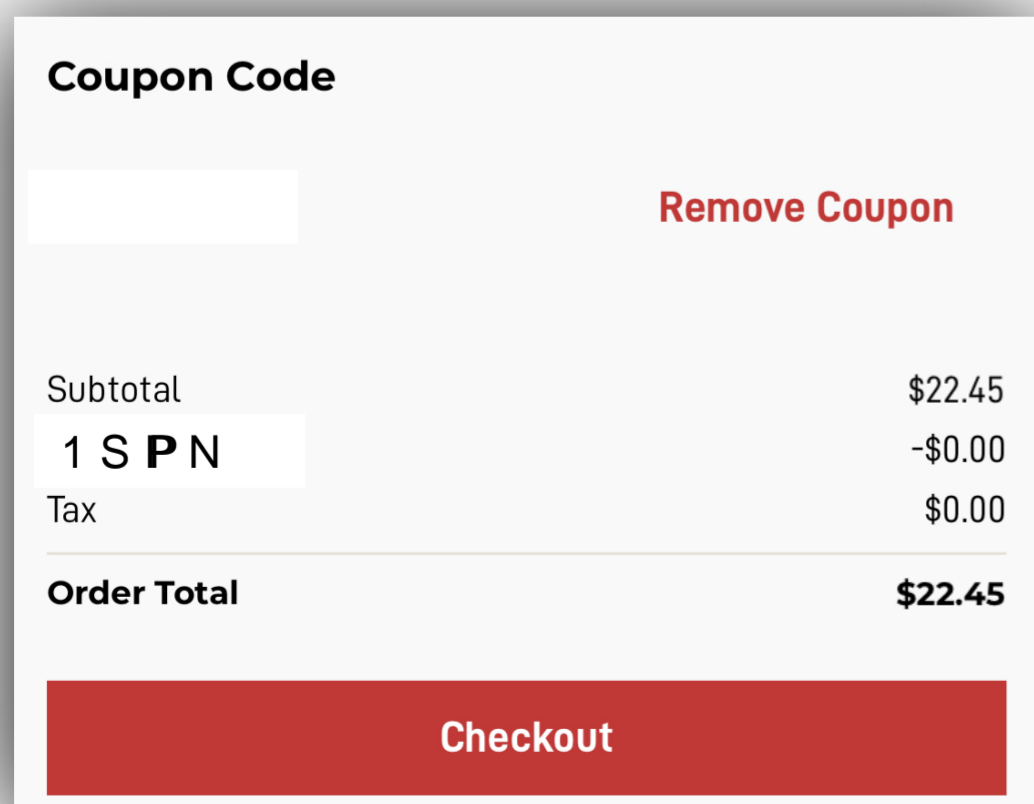 Coupon Code
Remove Coupon
Subtotal $22.45
1 S P N -$0.00
Tax $0.00
Order Total $22.45
Checkout